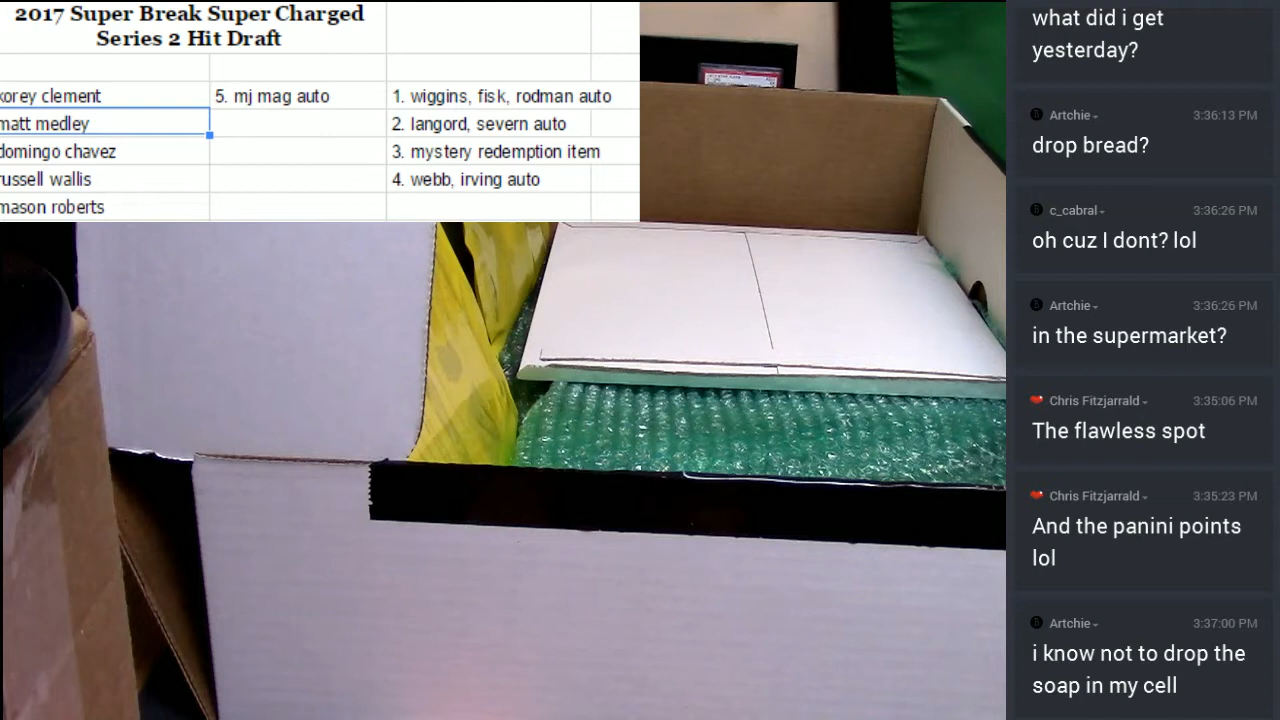 2017 Super Break Super Charged
Series 2 Hit Draft
korey clement
5. mj mag auto
1. wiggins, fisk, rodman auto
matt medley
2. langord, severn auto
domingo chavez
3. mystery redemption item
russell wallis
4. webb, irving auto
mason roberts
what did i get
yesterday?
Artchie
3:36:13 PM
drop bread?
c_cabral
3:36:26 PM
oh cuz I dont? lol
Artchie
3:36:26 PM
in the supermarket?
Chris Fitzjarrald
3:35:06 PM
The flawless spot
Chris Fitzjarrald
3:35:23 PM
And the panini points
lol
Artchie
3:37:00 PM
i know not to drop the
soap in my cell